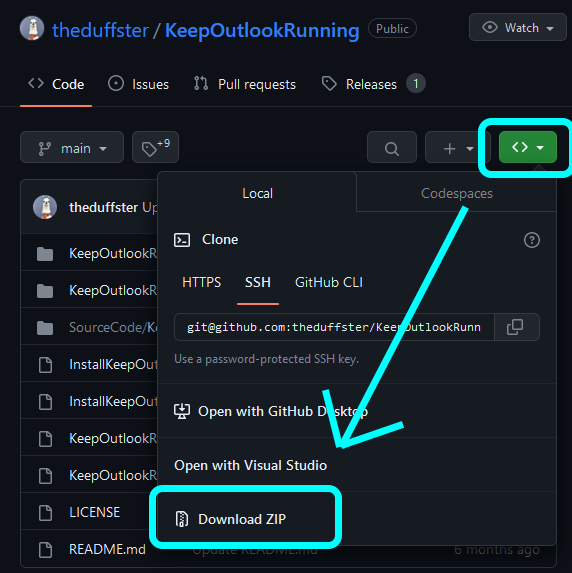 theduffster / KeepOutlookRunning Public Watch
Code Issues Pull requests Releases 1
main +9
theduffster Up
Local Codespaces
KeepOutlookR
Clone
KeepOutlookR
HTTPS SSH GitHub CLI
SourceCode/Ke
git@github.com:theduffster/KeepOutlookRunn
InstallKeepOut
Use a password-protected SSH key.
InstallKeepOut
Open with GitHub Desktop
KeepOutlookR
Open with Visual Studio
KeepOutlookR
LICENSE
Download ZIP
README.md Update README.md 6 months ago